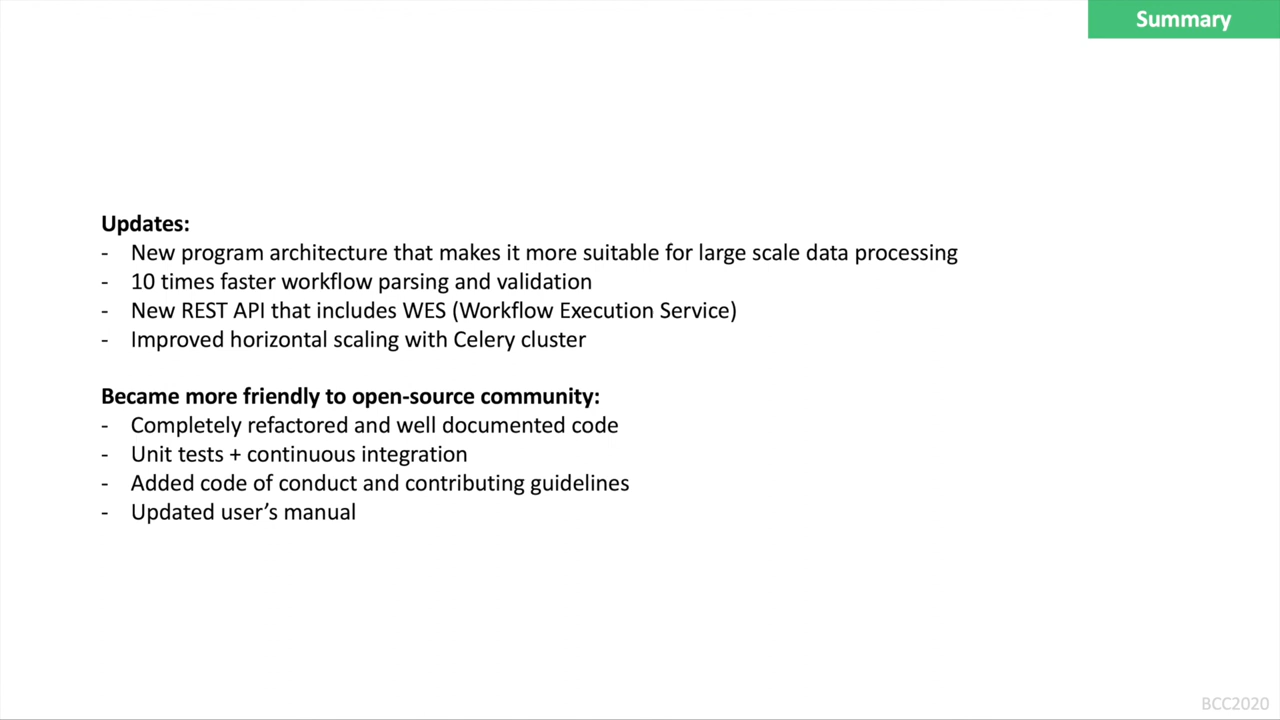 Summary
Updates:
- New program architecture that makes it more suitable for large scale data processing
- 10 times faster workflow parsing and validation
- New REST API that includes WES (Workflow Execution Service)
- Improved horizontal scaling with Celery cluster
Became more friendly to open-source community:
- Completely refactored and well documented code
- Unit tests + continuous integration
- Added code of conduct and contributing guidelines
- Updated user’s manual
BCC2020